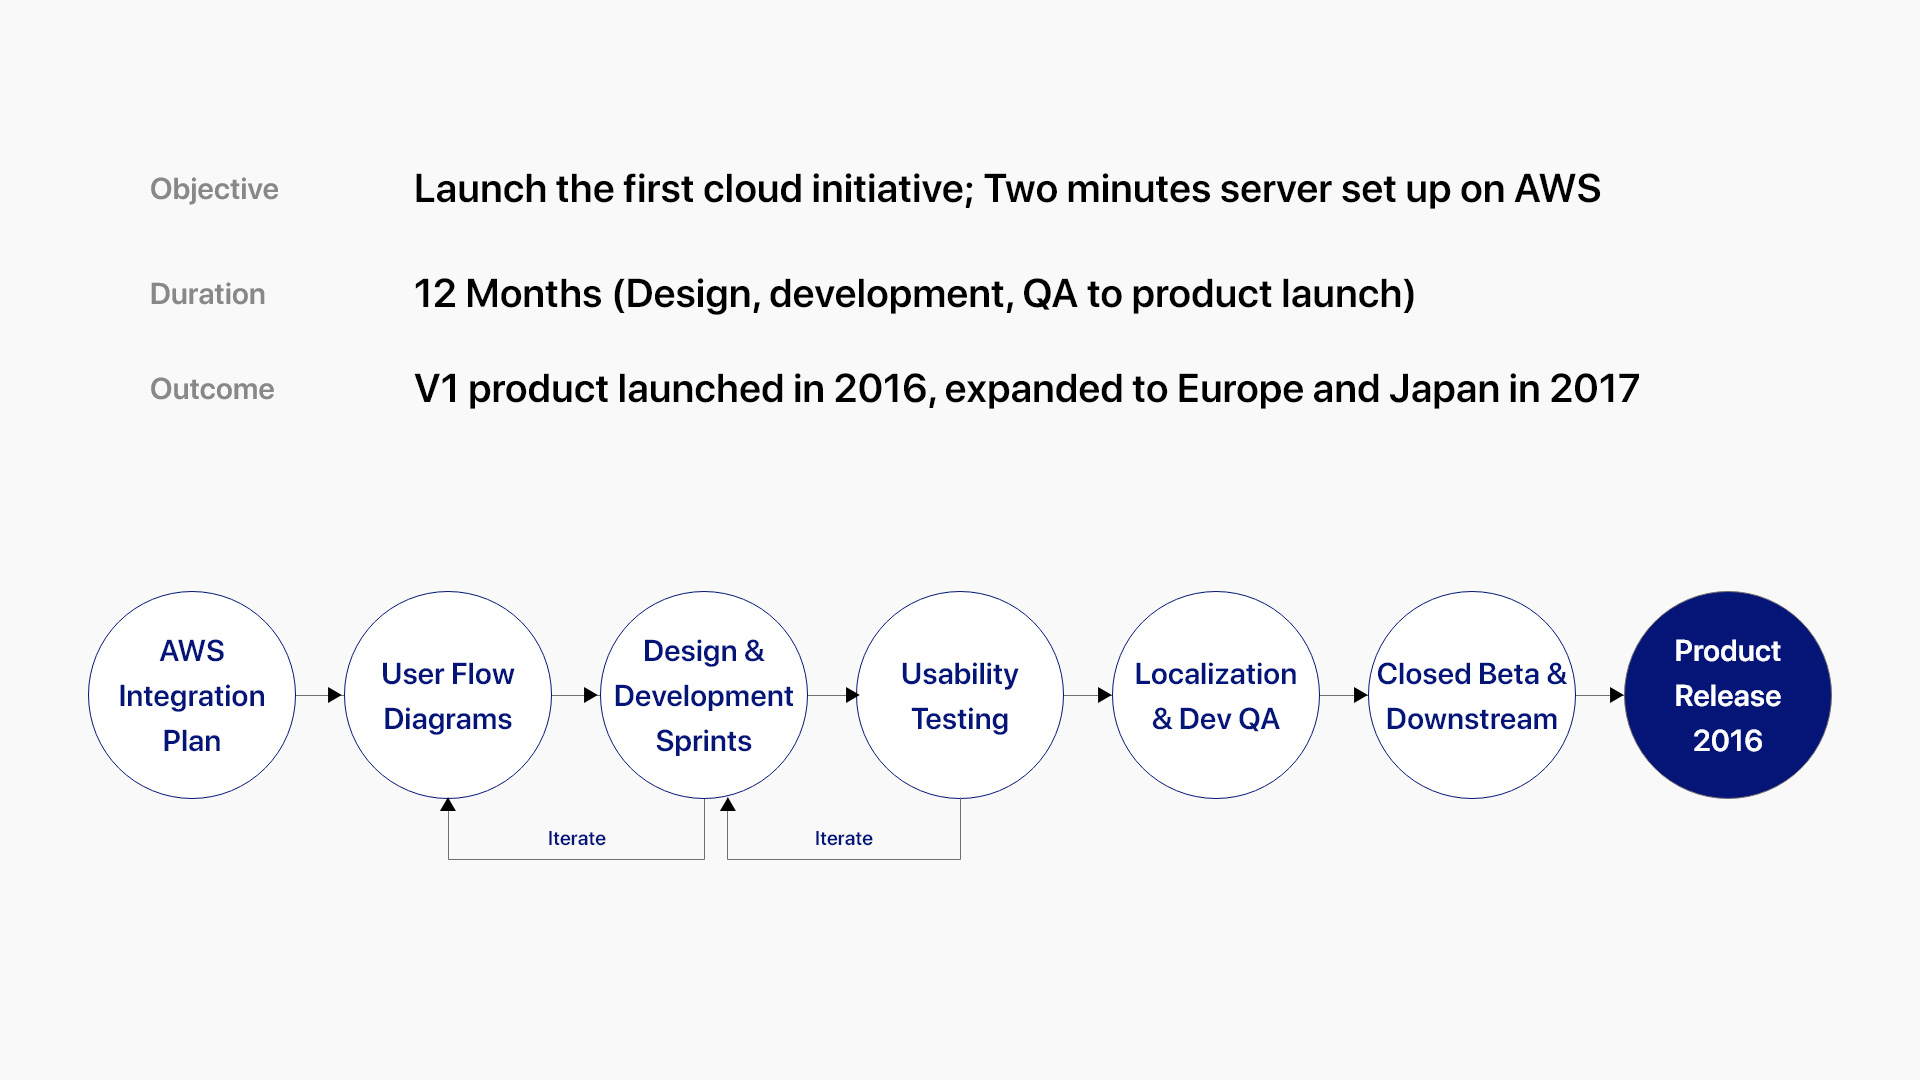 Objective
Launch the first cloud initiative; Two minutes server set up on AWS
Duration
12 Months (Design, development, QA to product launch)
Outcome
V1 product launched in 2016, expanded to Europe and Japan in 2017
AWS
Integration
Plan
User Flow
Diagrams
Design &
Development
Sprints
Usability
Testing
Localization
& Dev QA
Closed Beta &
Downstream
Product
Release
2016
Iterate
Iterate